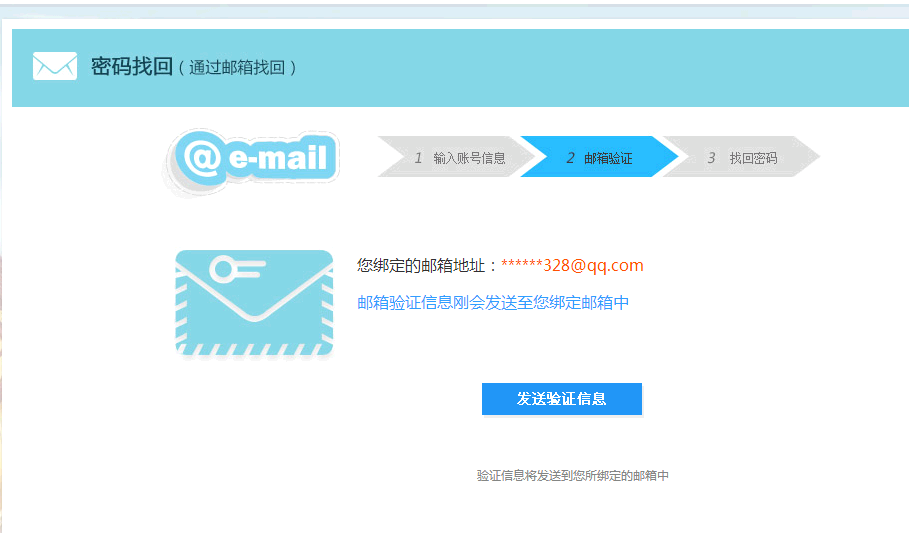 密码找回（通过邮箱找回）
@e-mail
1 输入账号信息 2 邮箱验证 3 找回密码
您绑定的邮箱地址：******328@qq.com
邮箱验证信息刚会发送至您绑定邮箱中
发送验证信息
验证信息将发送到您所绑定的邮箱中